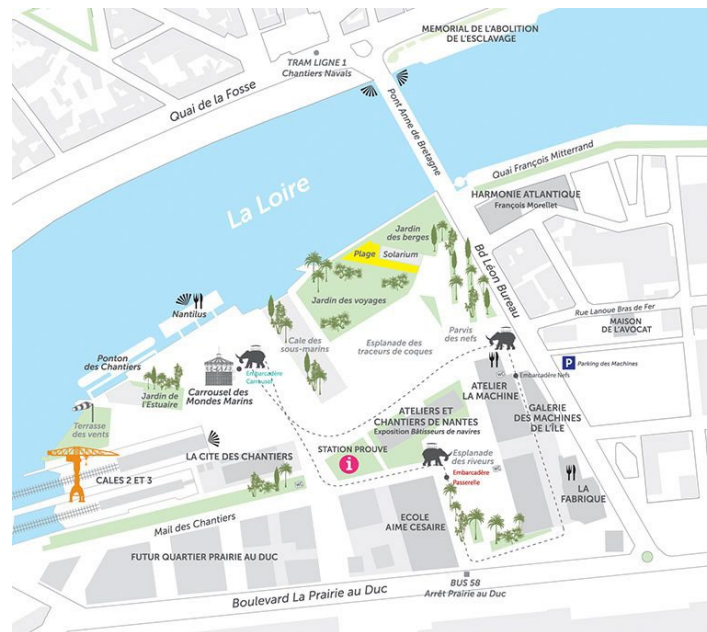 MEMORIAL DE L'ABOLITION
DE L'ESCLAVAGE
TRAM LIGNE 1
Chantiers Navals
Quai de la Fosse
Pont Anne de Bretagne
Quai François Mitterrand
La Loire
HARMONIE ATLANTIQUE
François Morellet
Jardin
des berges
Plage
Solarium
Bd Léon Bureau
Jardin des voyages
Nantilus
Rue Lanoue Bras de Fer
MAISON
DE L'AVOCAT
Cale des
sous-marins
Esplanade des
traceurs de coques
Parvis
des nefs
Ponton
des Chantiers
P
Parking des Machines
Embarcadère
Carrousel
Embarcadère Nefs
Jardin de
l'Estuaire
Carrousel des
Mondes Marins
ATELIER
LA MACHINE
GALERIE
DES MACHINES
DE L'ÎLE
Terrasse
des vents
ATELIERS ET
CHANTIERS DE NANTES
Exposition Bâtisseurs de navires
LA CITE DES CHANTIERS
STATION PROUVE
i
Esplanade
des riveurs
Embarcadère
Passerelle
CALES 2 ET 3
LA
FABRIQUE
Mail des Chantiers
ECOLE
AIME CESAIRE
FUTUR QUARTIER PRAIRIE AU DUC
BUS 58
Arrêt Prairie au Duc
Boulevard La Prairie au Duc